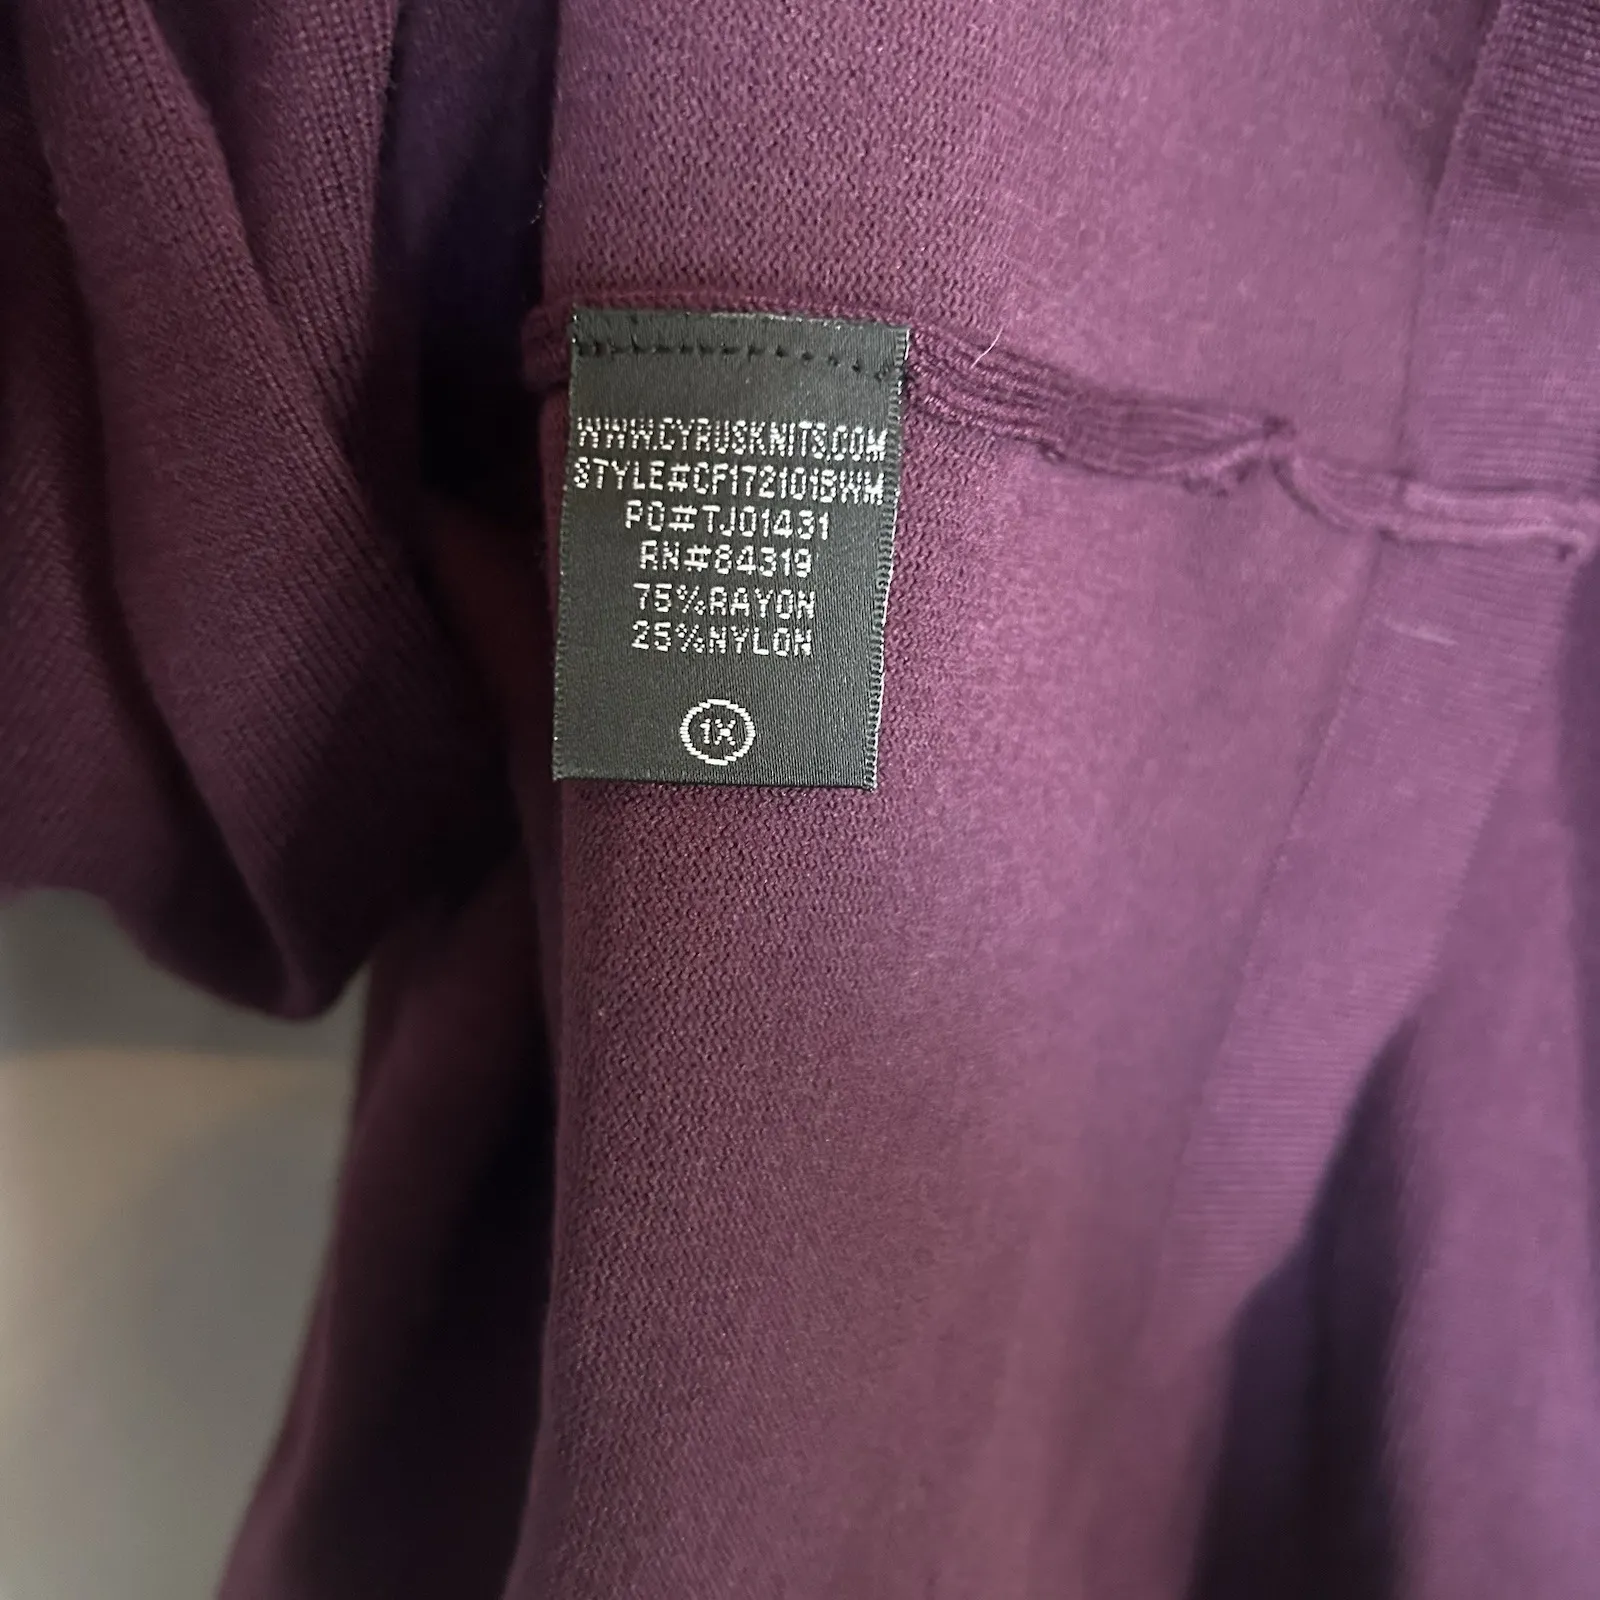 WWW.CYRUSKNITS.COM
STYLE#CF172101BWM
PO#TJ01431
RN#84319
75%RAYON
25%NYLON
1X